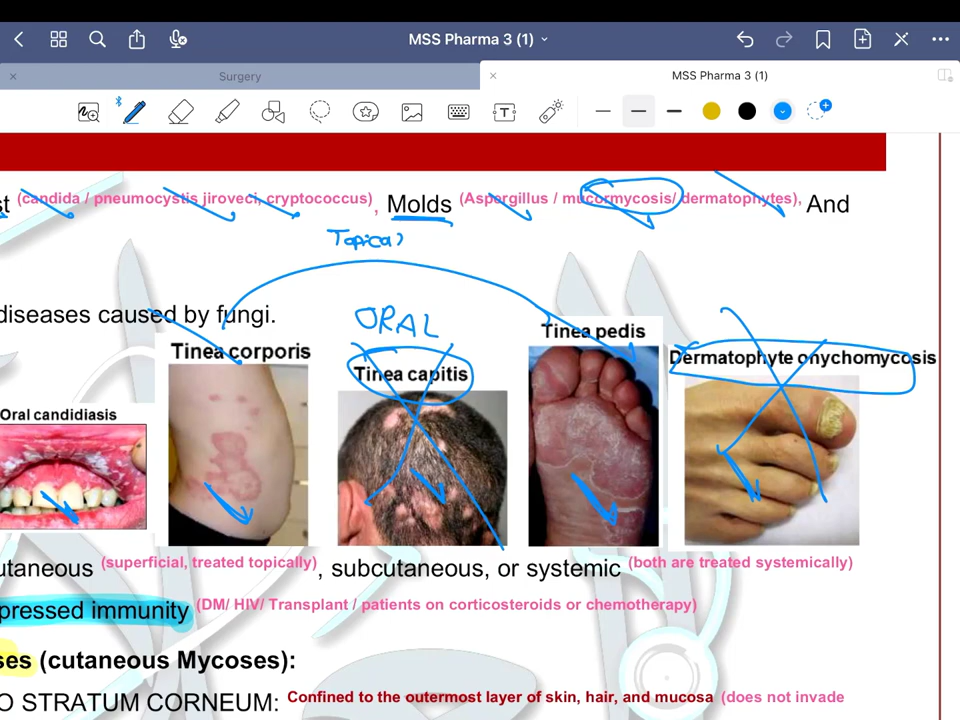 MSS Pharma 3 (1)
Surgery
MSS Pharma 3 (1)
st (candida / pneumocystis jiroveci, cryptococcus), Molds (Aspergillus / mucormycosis/ dermatophytes), And
Topical
diseases caused by fungi.
ORAL
Tinea pedis
Tinea corporis
Dermatophyte onychomycosis
Tinea capitis
Oral candidiasis
utaneous (superficial, treated topically), subcutaneous, or systemic (both are treated systemically)
pressed immunity (DM/ HIV/ Transplant / patients on corticosteroids or chemotherapy)
ses (cutaneous Mycoses):
O STRATUM CORNEUM: Confined to the outermost layer of skin, hair, and mucosa (does not invade